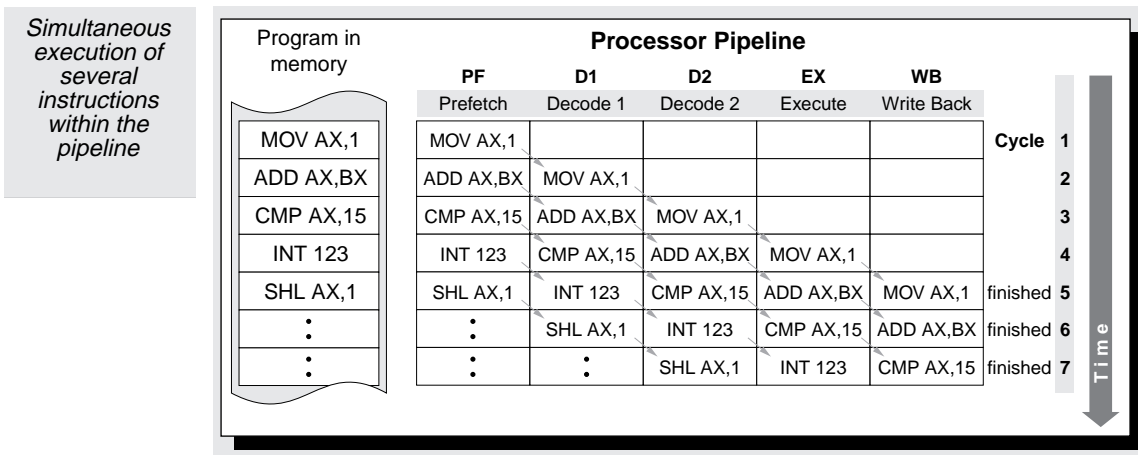 Simultaneous
execution of
several
instructions
within the
pipeline
Program in
memory
Processor Pipeline
PF D1 D2 EX WB
Prefetch Decode 1 Decode 2 Execute Write Back
MOV AX,1 MOV AX,1 Cycle 1
ADD AX,BX ADD AX,BX MOV AX,1 2
CMP AX,15 CMP AX,15 ADD AX,BX MOV AX,1 3
INT 123 INT 123 CMP AX,15 ADD AX,BX MOV AX,1 4
SHL AX,1 SHL AX,1 INT 123 CMP AX,15 ADD AX,BX MOV AX,1 finished 5
SHL AX,1 INT 123 CMP AX,15 ADD AX,BX finished 6
SHL AX,1 INT 123 CMP AX,15 finished 7
Time